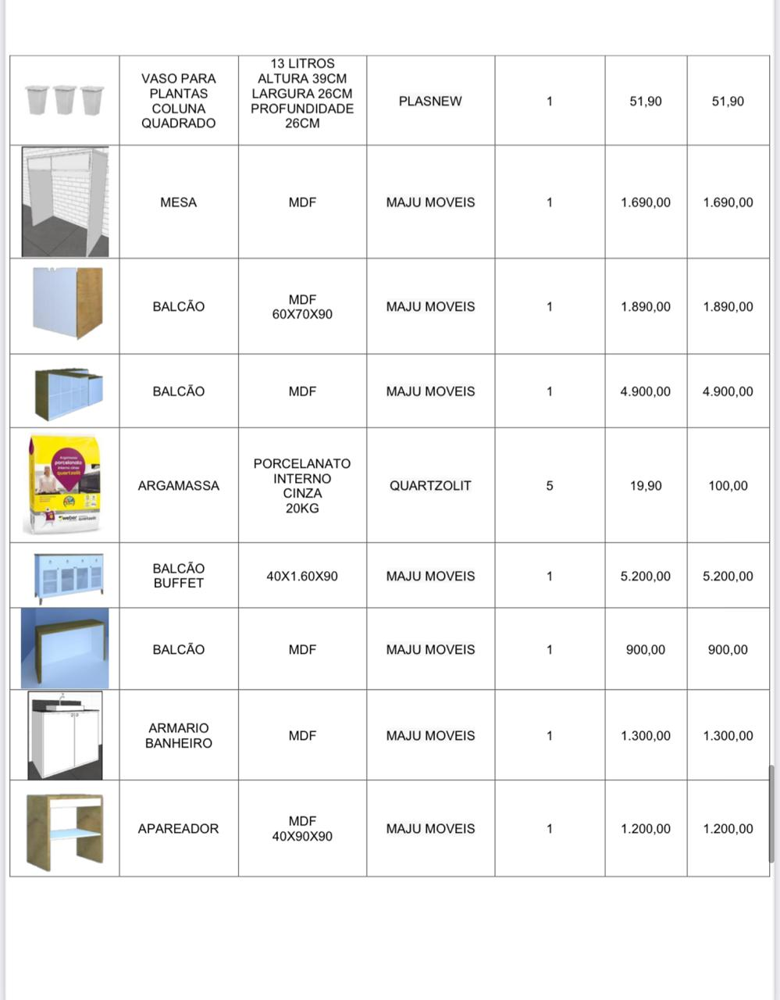 13 LITROS
ALTURA 39CM
LARGURA 26CM
PROFUNDIDADE
26CM
VASO PARA
PLANTAS
COLUNA
QUADRADO
PLASNEW
1
51,90
51,90
MESA
MDF
MAJU MOVEIS
1
1.690,00
1.690,00
BALCÃO
MDF
60X70X90
MAJU MOVEIS
1
1.890,00
1.890,00
BALCÃO
MDF
MAJU MOVEIS
1
4.900,00
4.900,00
Argamassa
porcelanato
interno cinza
quartzolit
weber
quartzolit
ARGAMASSA
PORCELANATO
INTERNO
CINZA
20KG
QUARTZOLIT
5
19,90
100,00
BALCÃO
BUFFET
40X1.60X90
MAJU MOVEIS
1
5.200,00
5.200,00
BALCÃO
MDF
MAJU MOVEIS
1
900,00
900,00
ARMARIO
BANHEIRO
MDF
MAJU MOVEIS
1
1.300,00
1.300,00
APAREADOR
MDF
40X90X90
MAJU MOVEIS
1
1.200,00
1.200,00